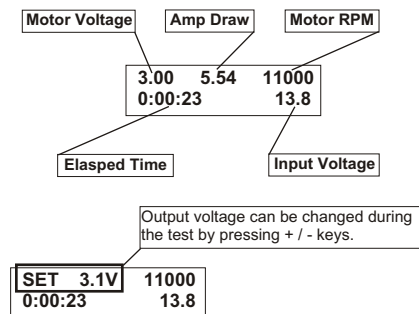 Motor Voltage Amp Draw Motor RPM
3.00 5.54 11000
0:00:23 13.8
Elasped Time Input Voltage
Output voltage can be changed during
the test by pressing + / - keys.
SET 3.1V 11000
0:00:23 13.8